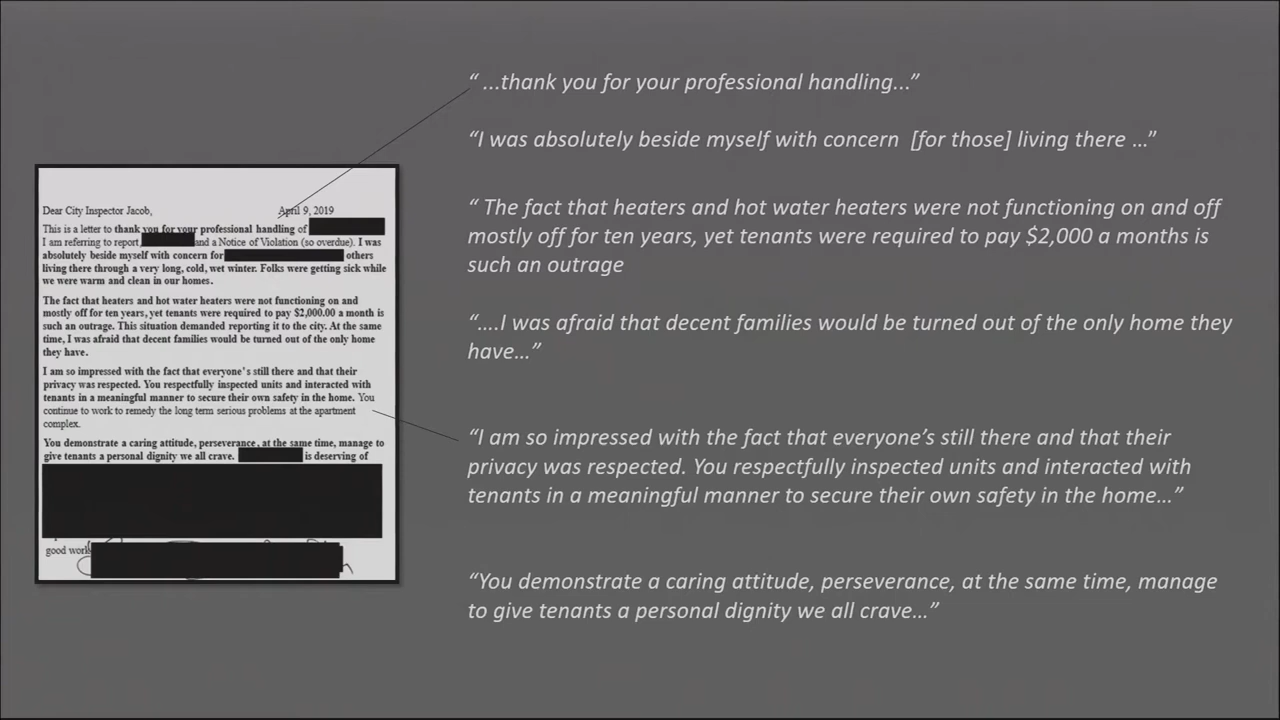 Dear City Inspector Jacob, April 9, 2019
This is a letter to thank you for your professional handling of
I am referring to report and a Notice of Violation (so overdue). I was
absolutely beside myself with concern for others
living there through a very long, cold, wet winter. Folks were getting sick while
we were warm and clean in our homes.
The fact that heaters and hot water heaters were not functioning on and
mostly off for ten years, yet tenants were required to pay $2,000.00 a month is
such an outrage. This situation demanded reporting it to the city. At the same
time, I was afraid that decent families would be turned out of the only home
they have.
I am so impressed with the fact that everyone's still there and that their
privacy was respected. You respectfully inspected units and interacted with
tenants in a meaningful manner to secure their own safety in the home. You
continue to work to remedy the long term serious problems at the apartment
complex.
You demonstrate a caring attitude, perseverance, at the same time, manage to
give tenants a personal dignity we all crave. is deserving of
good work
“ ...thank you for your professional handling...”
“I was absolutely beside myself with concern [for those] living there ...”
“ The fact that heaters and hot water heaters were not functioning on and off
mostly off for ten years, yet tenants were required to pay $2,000 a months is
such an outrage
“....I was afraid that decent families would be turned out of the only home they
have...”
“I am so impressed with the fact that everyone’s still there and that their
privacy was respected. You respectfully inspected units and interacted with
tenants in a meaningful manner to secure their own safety in the home...”
“You demonstrate a caring attitude, perseverance, at the same time, manage
to give tenants a personal dignity we all crave...”